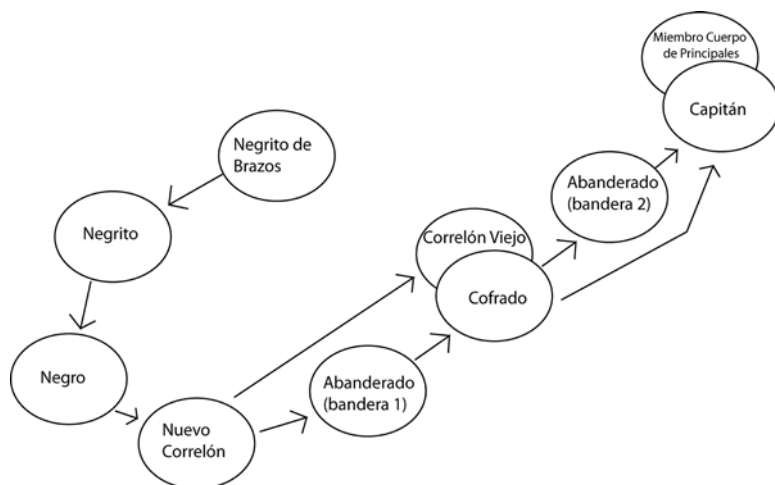 Miembro Cuerpo
de Principales
Capitán
Negrito de
Brazos
Abanderado
(bandera 2)
Negrito
Correlón Viejo
Cofrado
Negro
Abanderado
(bandera 1)
Nuevo
Correlón